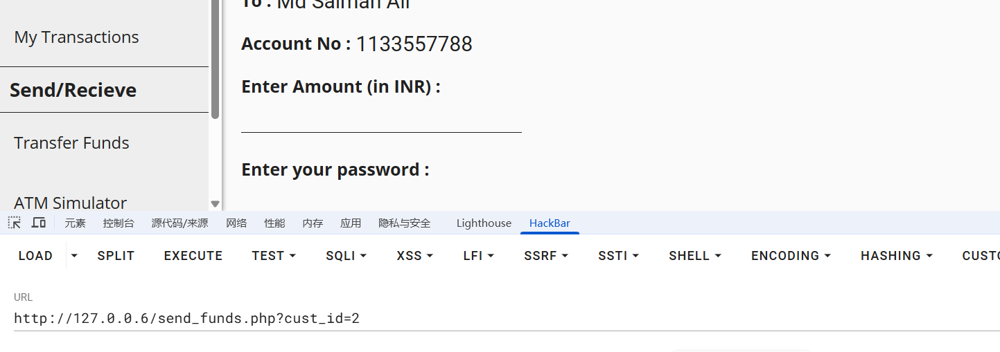 To : Md Salman Ali
My Transactions
Account No : 1133557788
Enter Amount (in INR) :
Send/Recieve
Transfer Funds
Enter your password :
ATM Simulator
元素 控制台 源代码/来源 网络 性能 内存 应用 隐私与安全 Lighthouse HackBar
LOAD SPLIT EXECUTE TEST SQLI XSS LFI SSRF SSTI SHELL ENCODING HASHING CUSTO
URL
http://127.0.0.6/send_funds.php?cust_id=2